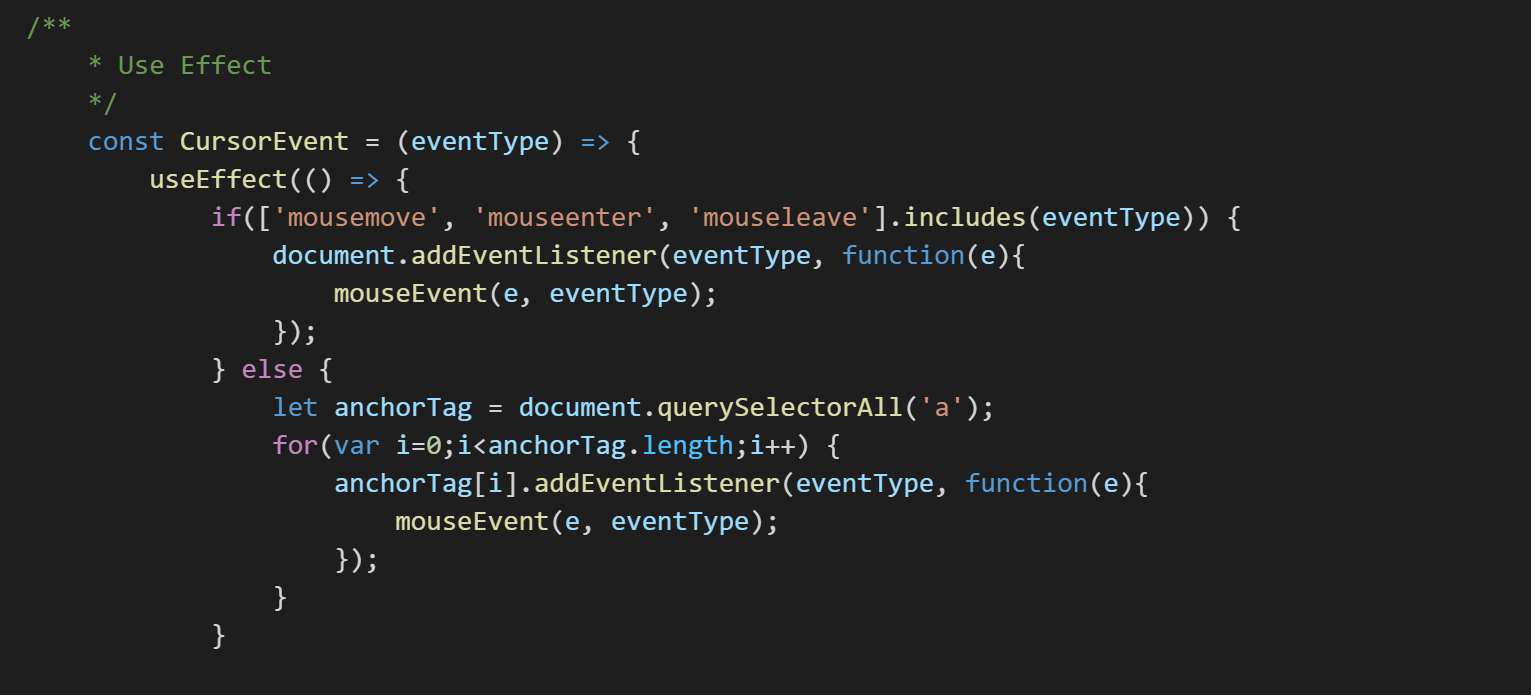 /**
    * Use Effect
    */
    const CursorEvent = (eventType) => {
        useEffect(() => {
            if(['mousemove', 'mouseenter', 'mouseleave'].includes(eventType)) {
                document.addEventListener(eventType, function(e){
                    mouseEvent(e, eventType);
                });
            } else {
                let anchorTag = document.querySelectorAll('a');
                for(var i=0;i<anchorTag.length;i++) {
                    anchorTag[i].addEventListener(eventType, function(e){
                        mouseEvent(e, eventType);
                    });
                }
            }